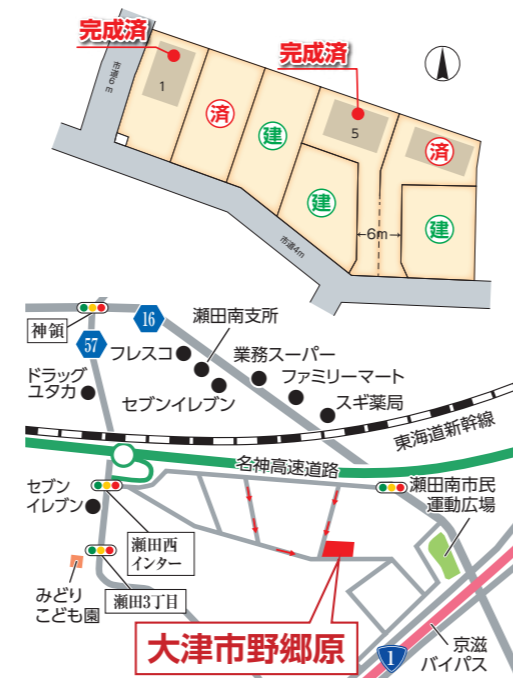 完成済
完成済
市道6m
1
済
建
5
済
建
←6m→
建
市道4m
神領
16
57
瀬田南支所
フレスコ
業務スーパー
ドラッグ
ユタカ
ファミリーマート
セブンイレブン
スギ薬局
東海道新幹線
名神高速道路
セブン
イレブン
瀬田南市民
運動広場
瀬田西
インター
みどり
こども園
瀬田3丁目
大津市野郷原
1
京滋
バイパス